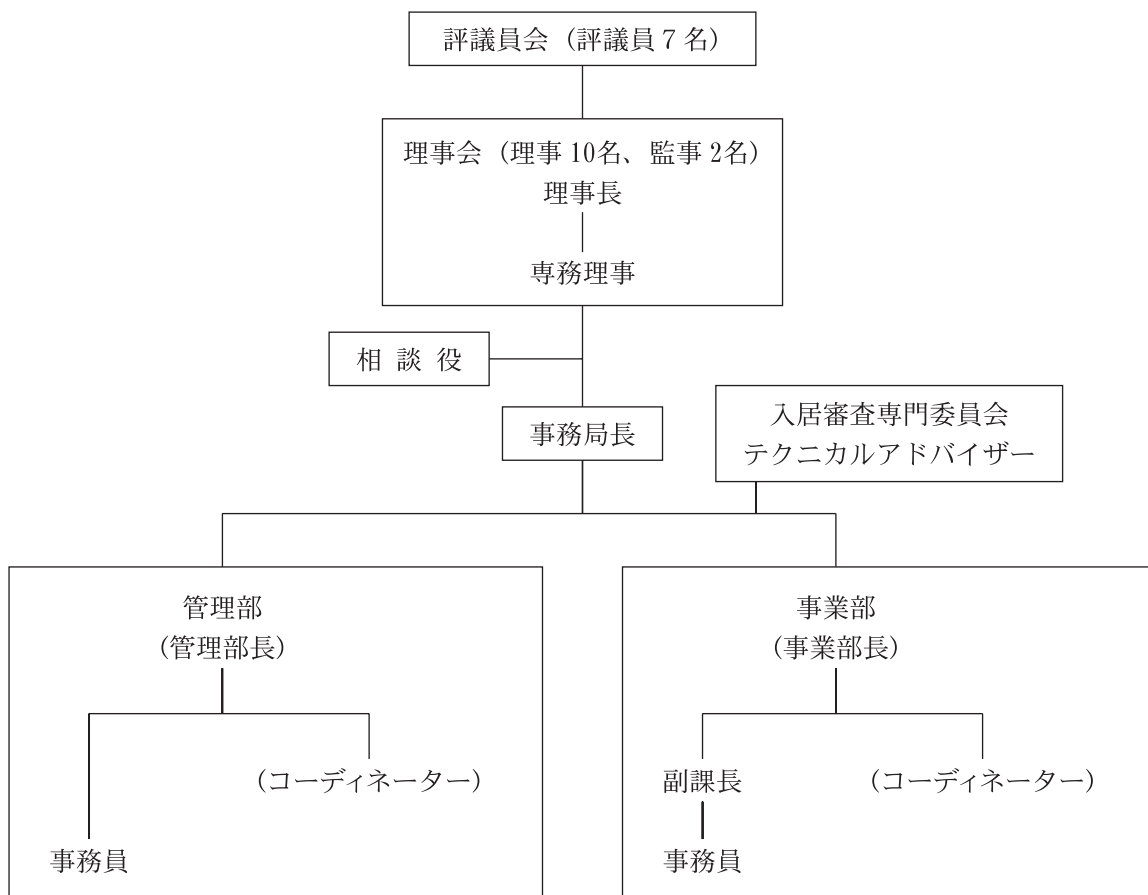 評議員会（評議員７名）
理事会（理事 10名、監事 2名）
理事長
専務理事
相 談 役
事務局長
入居審査専門委員会
テクニカルアドバイザー
管理部
（管理部長）
（コーディネーター）
事務員
事業部
（事業部長）
副課長
（コーディネーター）
事務員